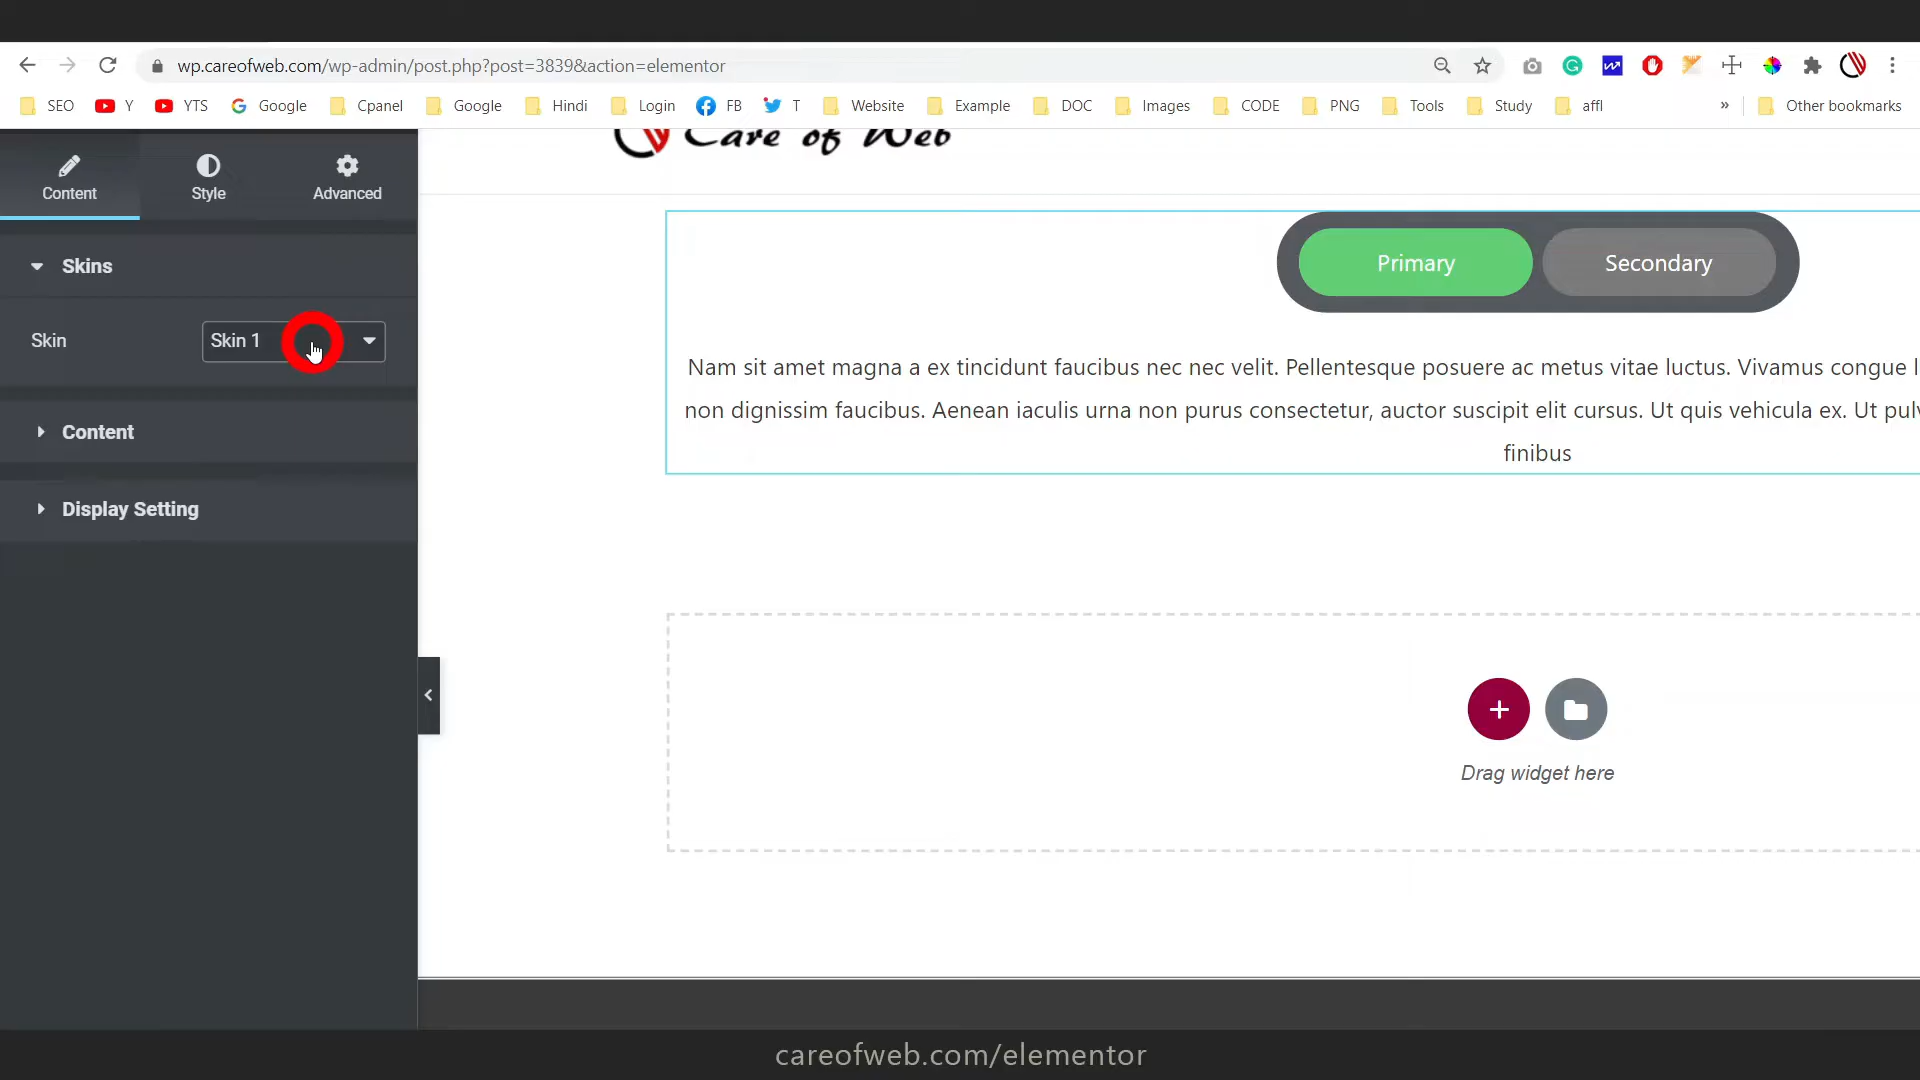 wp.careofweb.com/wp-admin/post.php?post=3839&action=elementor
SEO Y YTS Google Cpanel Google Hindi Login FB T Website Example DOC Images CODE PNG Tools Study affl » Other bookmarks
Care of Web
Content Style Advanced
Skins
Skin Skin 1
Content
Display Setting
Primary Secondary
Nam sit amet magna a ex tincidunt faucibus nec nec velit. Pellentesque posuere ac metus vitae luctus. Vivamus congue
non dignissim faucibus. Aenean iaculis urna non purus consectetur, auctor suscipit elit cursus. Ut quis vehicula ex. Ut
finibus
Drag widget here
careofweb.com/elementor